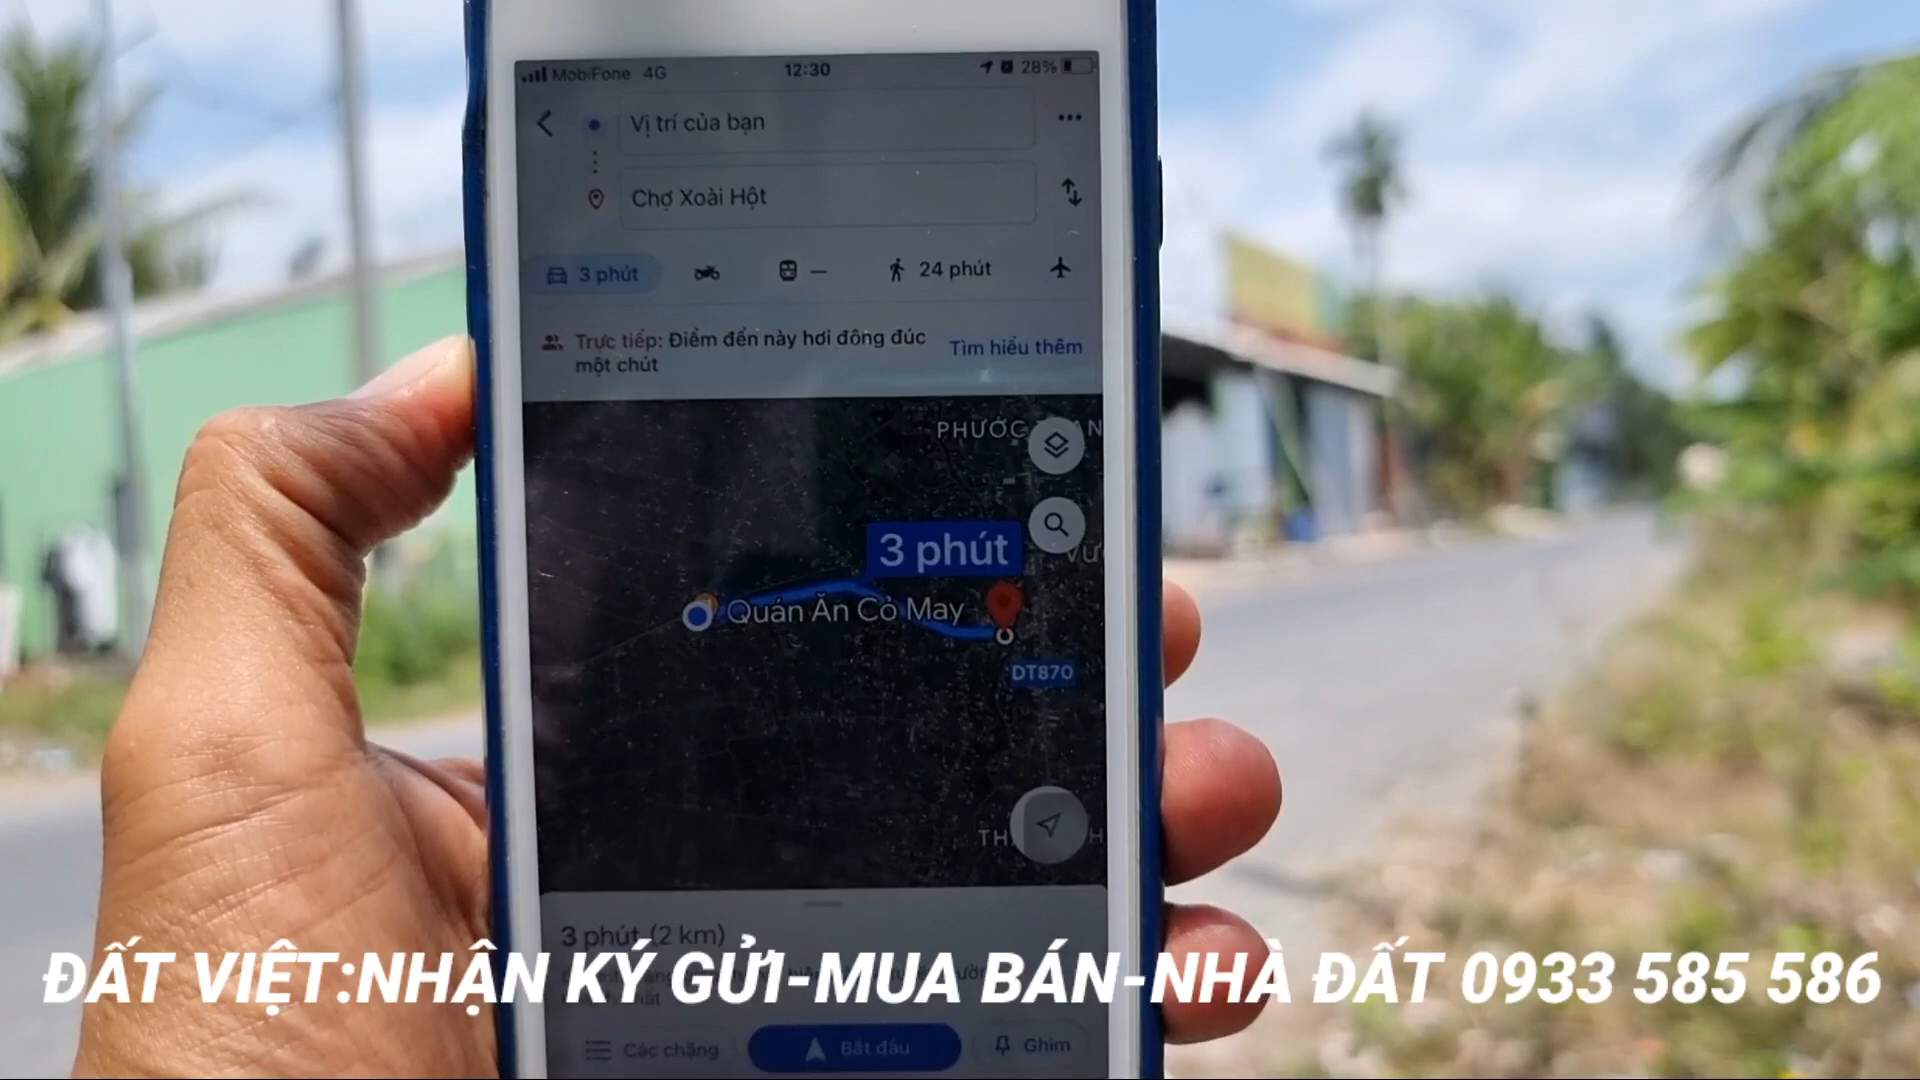 MobiFone 4G 12:30 28%
Vị trí của bạn
Chợ Xoài Hột
3 phút — 24 phút
Trực tiếp: Điểm đến này hơi đông đúc
một chút
Tìm hiểu thêm
PHƯỚC
3 phút
Quán Ăn Cỏ May
DT870
3 phút (2 km)
ĐẤT VIỆT:NHẬN KÝ GỬI-MUA BÁN-NHÀ ĐẤT 0933 585 586
Các chặng Bắt đầu Ghim